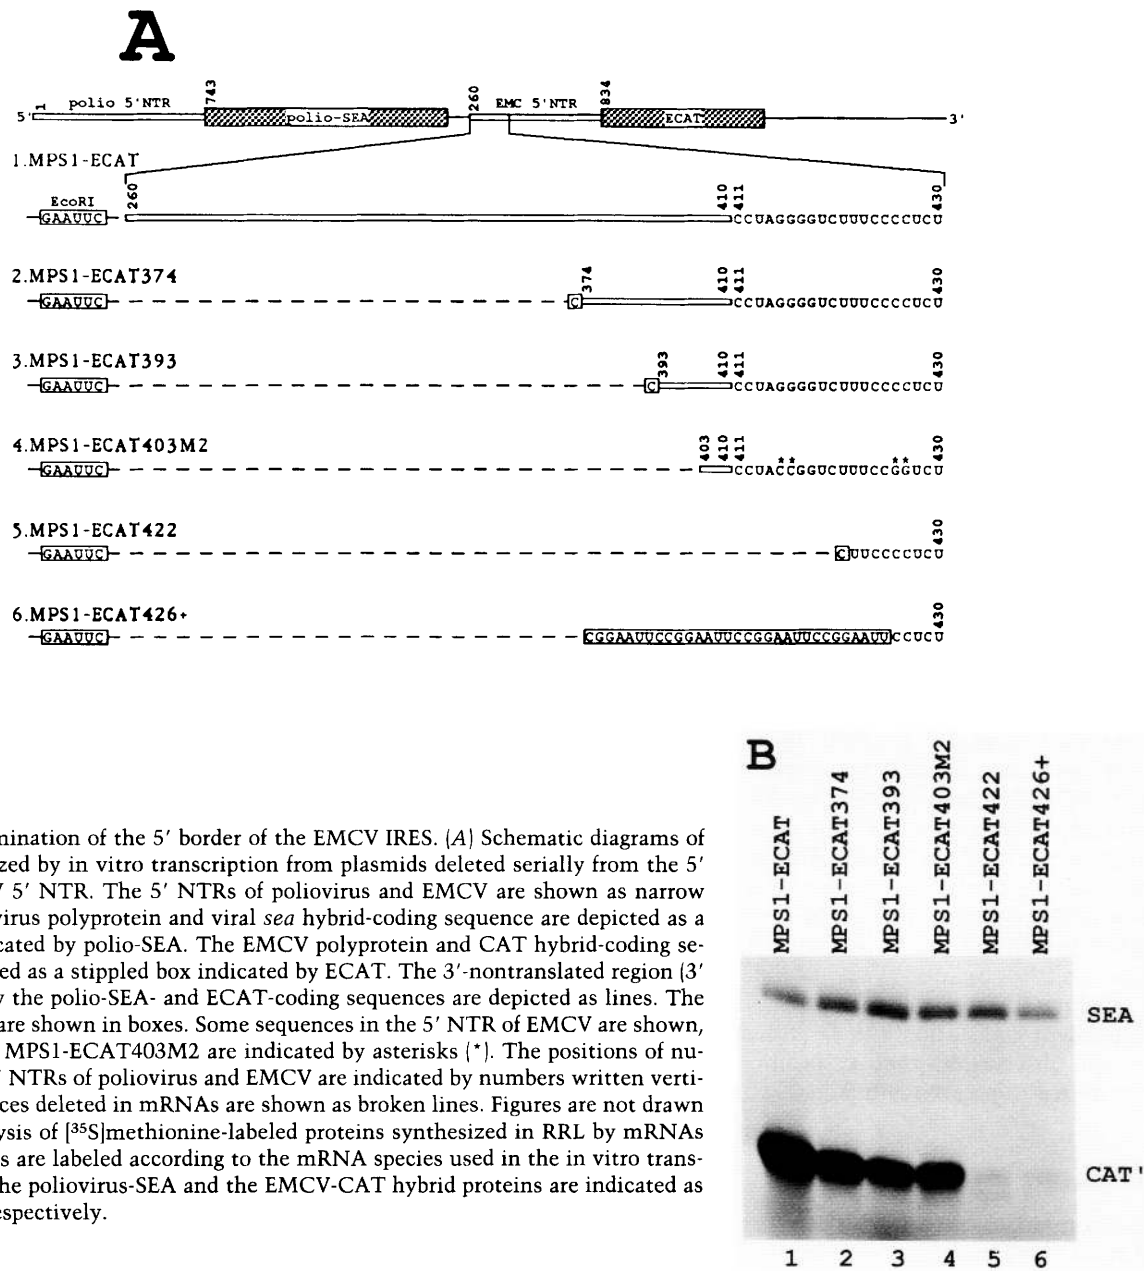 A
1 polio 5'NTR 743 260 EMC 5'NTR 834
5' polio-SEA ECAT 3'
1.MPS1-ECAT
EcoRI 260 410 411 430
GAAUUC CCUAGGGGUCUUUCCCCUCU
2.MPS1-ECAT374
374 410 411 430
GAAUUC C CCUAGGGGUCUUUCCCCUCU
3.MPS1-ECAT393
393 410 411 430
GAAUUC C CCUAGGGGUCUUUCCCCUCU
4.MPS1-ECAT403M2
403 410 411 ** ** 430
GAAUUC CCUACCGGUCUUUCCGGUCU
5.MPS1-ECAT422
430
GAAUUC CUUCCCCUCU
6.MPS1-ECAT426+
430
GAAUUC CGGAAUUCCGGAAUUCCGGAAUUCCGGAAUUCCUCU
mination of the 5′ border of the EMCV IRES. (A) Schematic diagrams of
zed by in vitro transcription from plasmids deleted serially from the 5′
V 5′ NTR. The 5′ NTRs of poliovirus and EMCV are shown as narrow
virus polyprotein and viral sea hybrid-coding sequence are depicted as a
cated by polio-SEA. The EMCV polyprotein and CAT hybrid-coding se-
ed as a stippled box indicated by ECAT. The 3′-nontranslated region (3′
y the polio-SEA- and ECAT-coding sequences are depicted as lines. The
are shown in boxes. Some sequences in the 5′ NTR of EMCV are shown,
MPS1-ECAT403M2 are indicated by asterisks (*). The positions of nu-
′ NTRs of poliovirus and EMCV are indicated by numbers written verti-
ces deleted in mRNAs are shown as broken lines. Figures are not drawn
ysis of [³⁵S]methionine-labeled proteins synthesized in RRL by mRNAs
s are labeled according to the mRNA species used in the in vitro trans-
he poliovirus-SEA and the EMCV-CAT hybrid proteins are indicated as
espectively.
B
MPS1-ECAT
MPS1-ECAT374
MPS1-ECAT393
MPS1-ECAT403M2
MPS1-ECAT422
MPS1-ECAT426+
SEA
CAT'
1 2 3 4 5 6